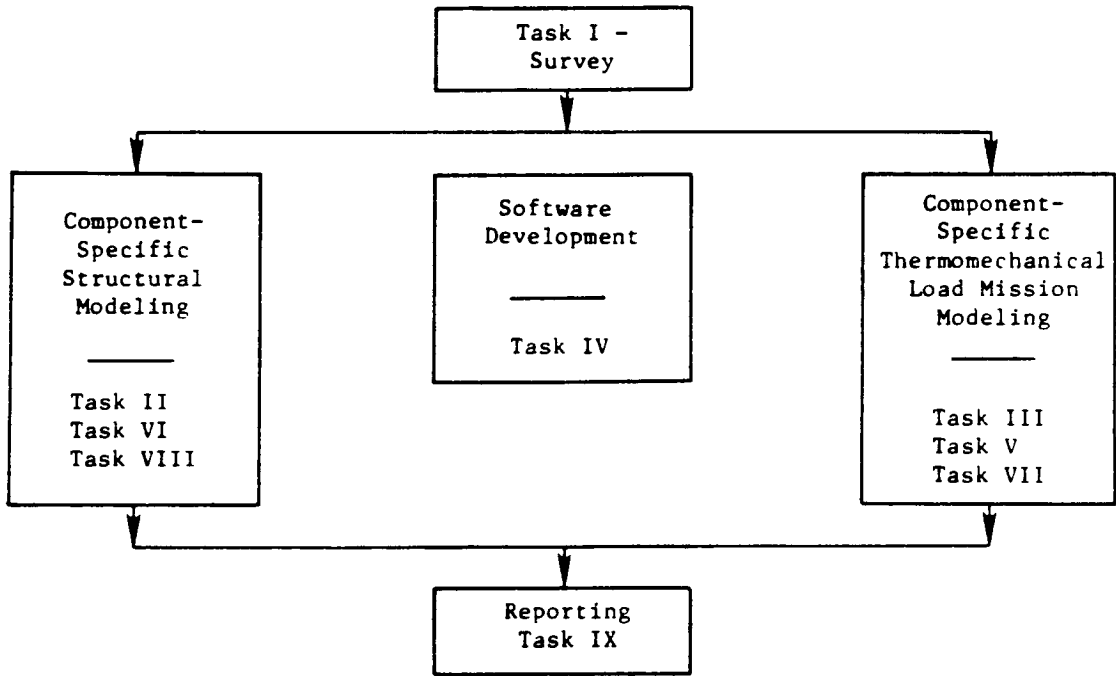 Task I -
Survey
Component-
Specific
Structural
Modeling
Task II
Task VI
Task VIII
Software
Development
Task IV
Component-
Specific
Thermomechanical
Load Mission
Modeling
Task III
Task V
Task VII
Reporting
Task IX